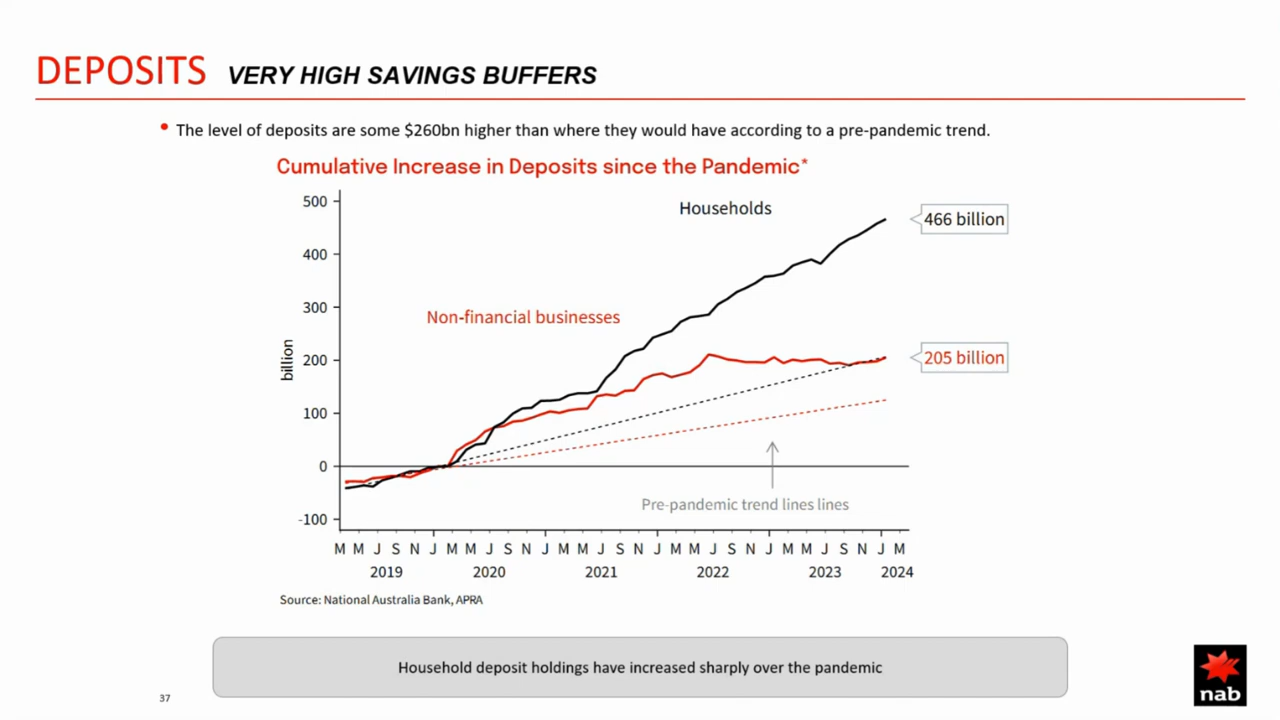 DEPOSITS VERY HIGH SAVINGS BUFFERS
• The level of deposits are some $260bn higher than where they would have according to a pre-pandemic trend.
Cumulative Increase in Deposits since the Pandemic*
500
400
300
200
100
0
-100
billion
Households
Non-financial businesses
466 billion
205 billion
Pre-pandemic trend lines lines
M M J S N J M M J S N J M M J S N J M M J S N J M M J S N J M
2019 2020 2021 2022 2023 2024
Source: National Australia Bank, APRA
Household deposit holdings have increased sharply over the pandemic
37
nab